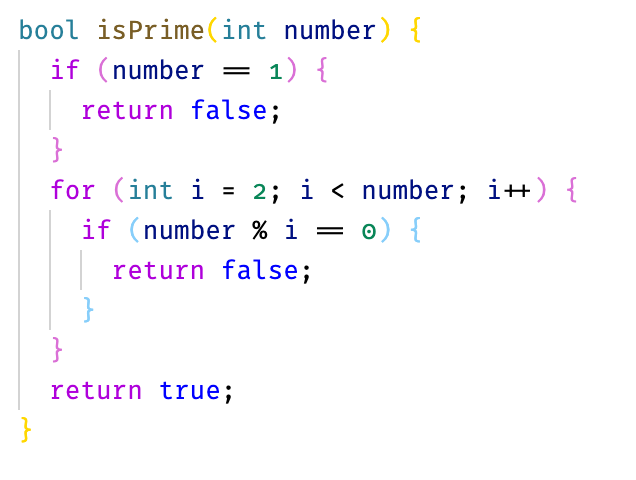 bool isPrime(int number) {
  if (number == 1) {
    return false;
  }
  for (int i = 2; i < number; i++) {
    if (number % i == 0) {
      return false;
    }
  }
  return true;
}